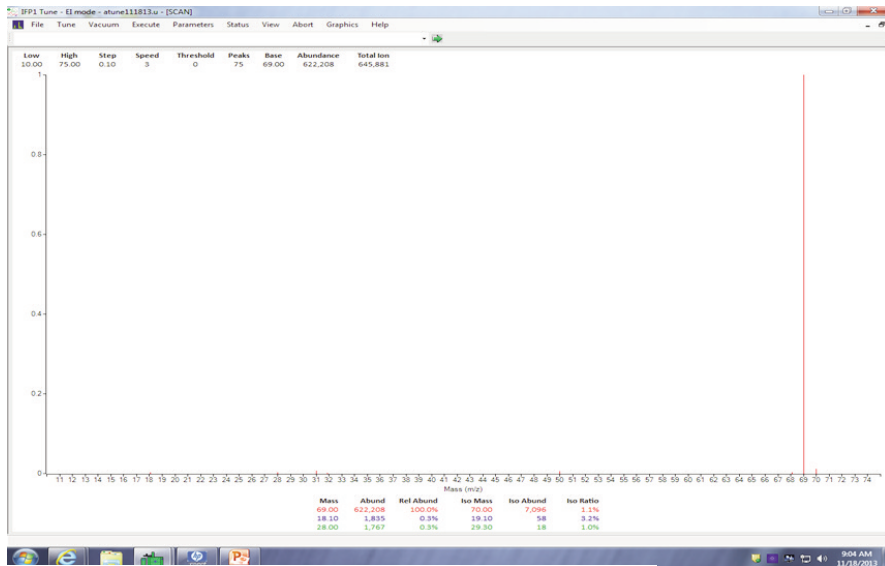 IFP1 Tune - EI mode - atune111813.u - [SCAN]
File Tune Vacuum Execute Parameters Status View Abort Graphics Help
Low High Step Speed Threshold Peaks Base Abundance Total Ion
10.00 75.00 0.10 3 0 75 69.00 622,208 645,881
1
0.8
0.6
0.4
0.2
0
11 12 13 14 15 16 17 18 19 20 21 22 23 24 25 26 27 28 29 30 31 32 33 34 35 36 37 38 39 40 41 42 43 44 45 46 47 48 49 50 51 52 53 54 55 56 57 58 59 60 61 62 63 64 65 66 67 68 69 70 71 72 73 74
Mass (m/z)
Mass Abund Rel Abund Iso Mass Iso Abund Iso Ratio
69.00 622,208 100.0% 70.00 7,096 1.1%
18.10 1,835 0.3% 19.10 58 3.2%
28.00 1,767 0.3% 29.30 18 1.0%
9:04 AM
11/18/2013